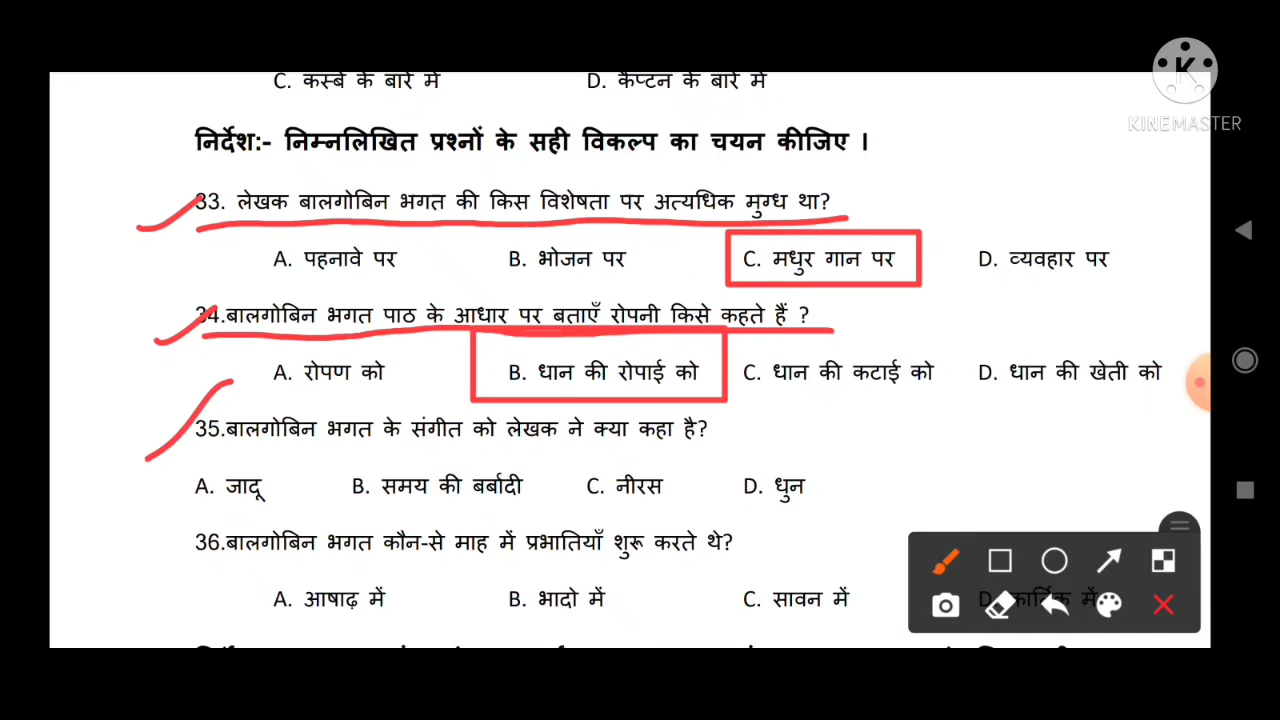 C. कस्बे के बारे में D. कैप्टन के बारे में
K
KINEMASTER
निर्देश:- निम्नलिखित प्रश्नों के सही विकल्प का चयन कीजिए ।
33. लेखक बालगोबिन भगत की किस विशेषता पर अत्यधिक मुग्ध था?
A. पहनावे पर B. भोजन पर C. मधुर गान पर D. व्यवहार पर
34.बालगोबिन भगत पाठ के आधार पर बताएँ रोपनी किसे कहते हैं ?
A. रोपण को B. धान की रोपाई को C. धान की कटाई को D. धान की खेती को
35.बालगोबिन भगत के संगीत को लेखक ने क्या कहा है?
A. जादू B. समय की बर्बादी C. नीरस D. धुन
36.बालगोबिन भगत कौन-से माह में प्रभातियाँ शुरू करते थे?
A. आषाढ़ में B. भादो में C. सावन में D. कार्तिक में